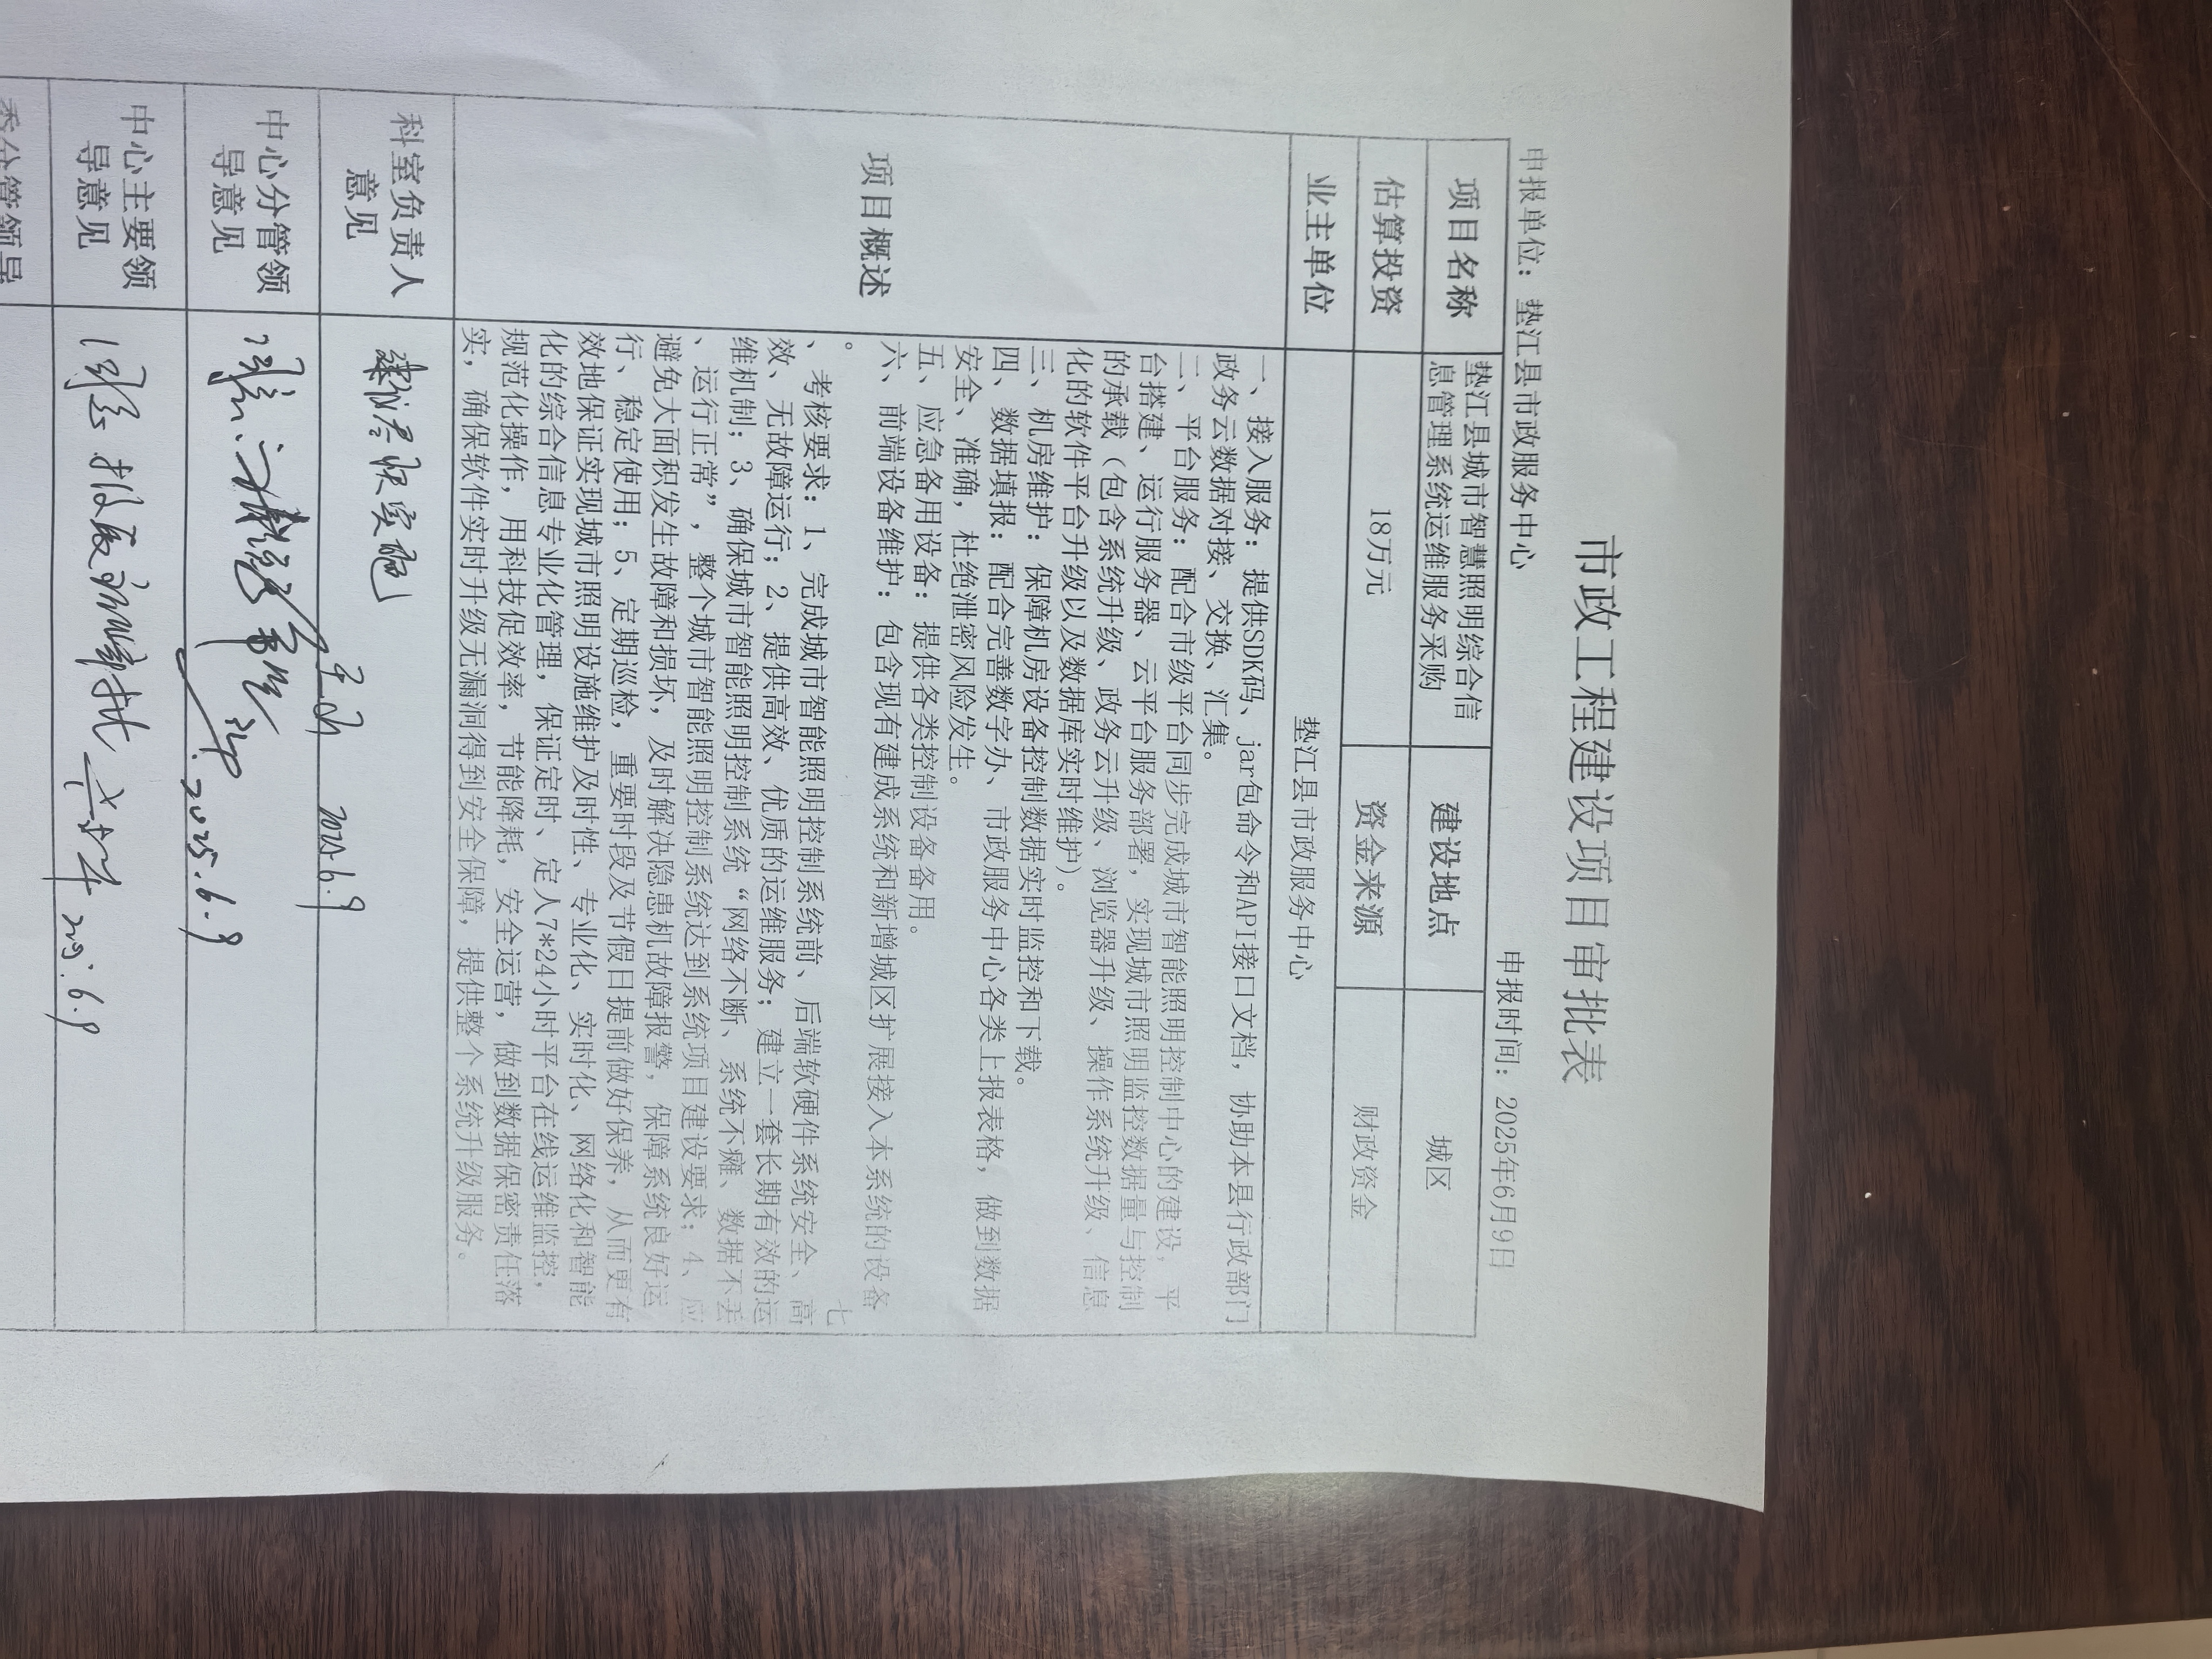 市政工程建设项目审批表
申报单位：垫江县市政服务中心 申报时间：2025年6月9日
项目名称 垫江县城市智慧照明综合信 建设地点 城区
息管理系统运维服务采购
估算投资 18万元 资金来源 财政资金
业主单位 垫江县市政服务中心
项目概述
一、接入服务：提供SDK码、jar包命令和API接口文档，协助本县行政部门
政务云数据对接、交换、汇集。
二、平台服务：配合市级平台同步完成城市智能照明控制中心的建设，平
台搭建、运行服务器、云平台服务部署，实现城市照明监控数据量与控制
的承载（包含系统升级、政务云升级、浏览器升级、操作系统升级、信息
化的软件平台升级以及数据库实时维护）。
三、机房维护：保障机房设备控制数据实时监控和下载。
四、数据填报：配合完善数字办、市政服务中心各类上报表格，做到数据
安全、准确，杜绝泄密风险发生。
五、应急备用设备：提供各类控制设备备用。
六、前端设备维护：包含现有建成系统和新增城区扩展接入本系统的设备
。 七
、考核要求：1、完成城市智能照明控制系统前、后端软硬件系统安全、高
效、无故障运行；2、提供高效、优质的运维服务；建立一套长期有效的运
维机制；3、确保城市智能照明控制系统“网络不断、系统不瘫、数据不丢
、运行正常”，整个城市智能照明控制系统达到系统项目建设要求；4、应
避免大面积发生故障和损坏，及时解决隐患机故障报警，保障系统良好运
行、稳定使用；5、定期巡检，重要时段及节假日提前做好保养，从而更有
效地保证实现城市照明设施维护及时性、专业化、实时化、网络化和智能
化的综合信息专业化管理，保证定时、定人7*24小时平台在线运维监控，
规范化操作，用科技促效率，节能降耗，安全运营，做到数据保密责任落
实，确保软件实时升级无漏洞得到安全保障，提供整个系统升级服务。
科室负责人
意见
实施
2025.6.9
中心分管领
导意见
2025.6.9
中心主要领
导意见
2025.6.9
委分管领导